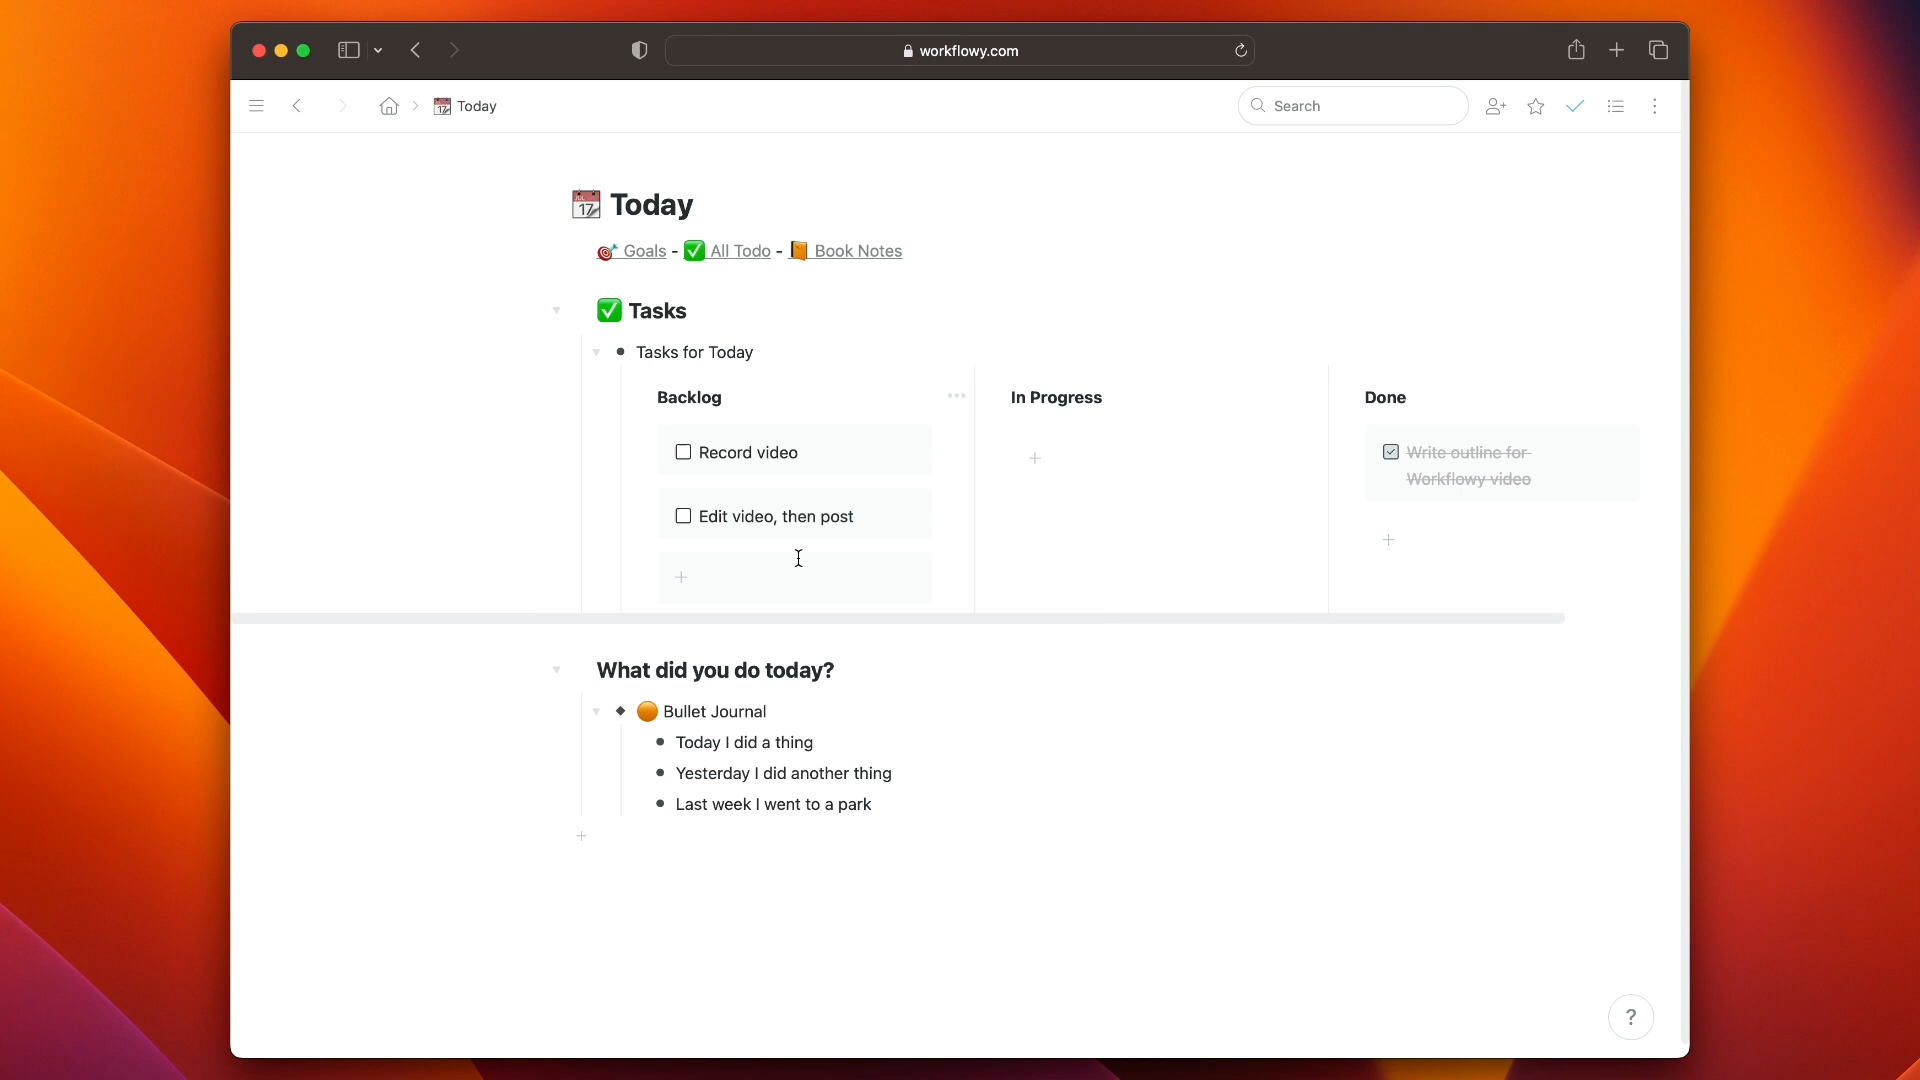 workflowy.com
Today
Search
Today
Goals - All Todo - Book Notes
Tasks
Tasks for Today
Backlog
In Progress
Done
Record video
Write outline for
Workflowy video
Edit video, then post
What did you do today?
Bullet Journal
Today I did a thing
Yesterday I did another thing
Last week I went to a park
?